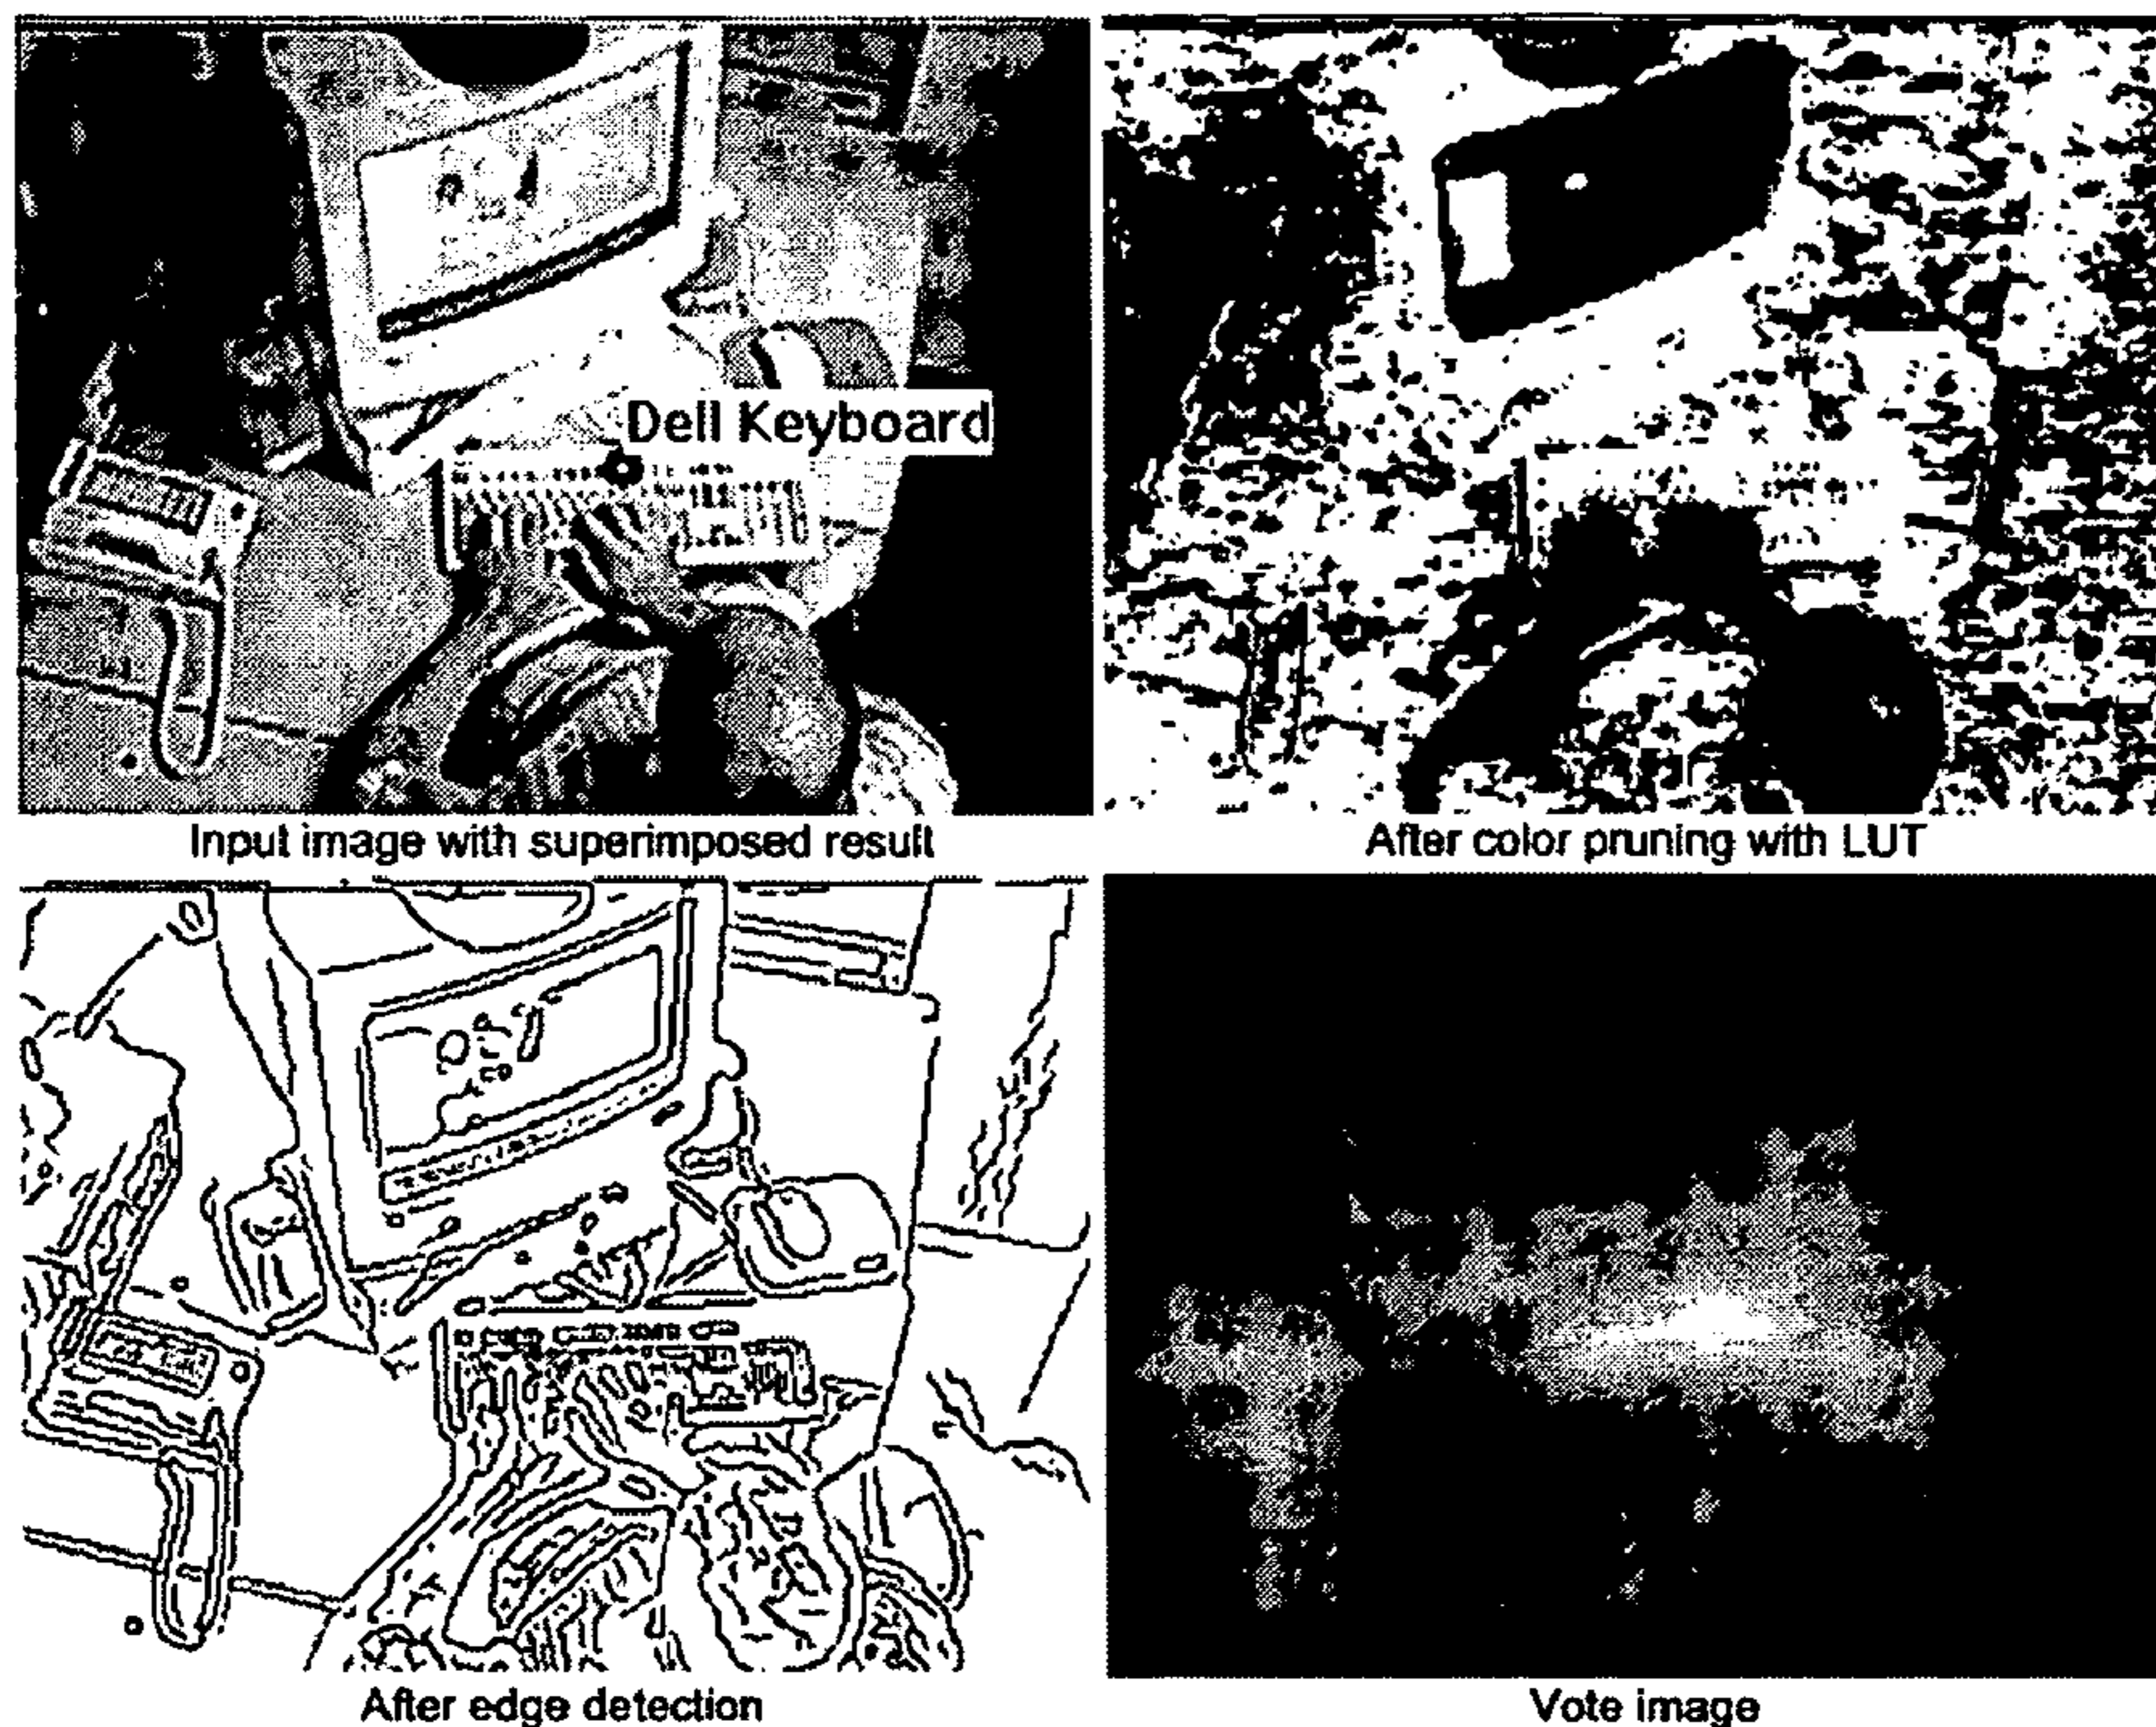 Dell Keyboard
Input image with superimposed result
After color pruning with LUT
After edge detection
Vote image